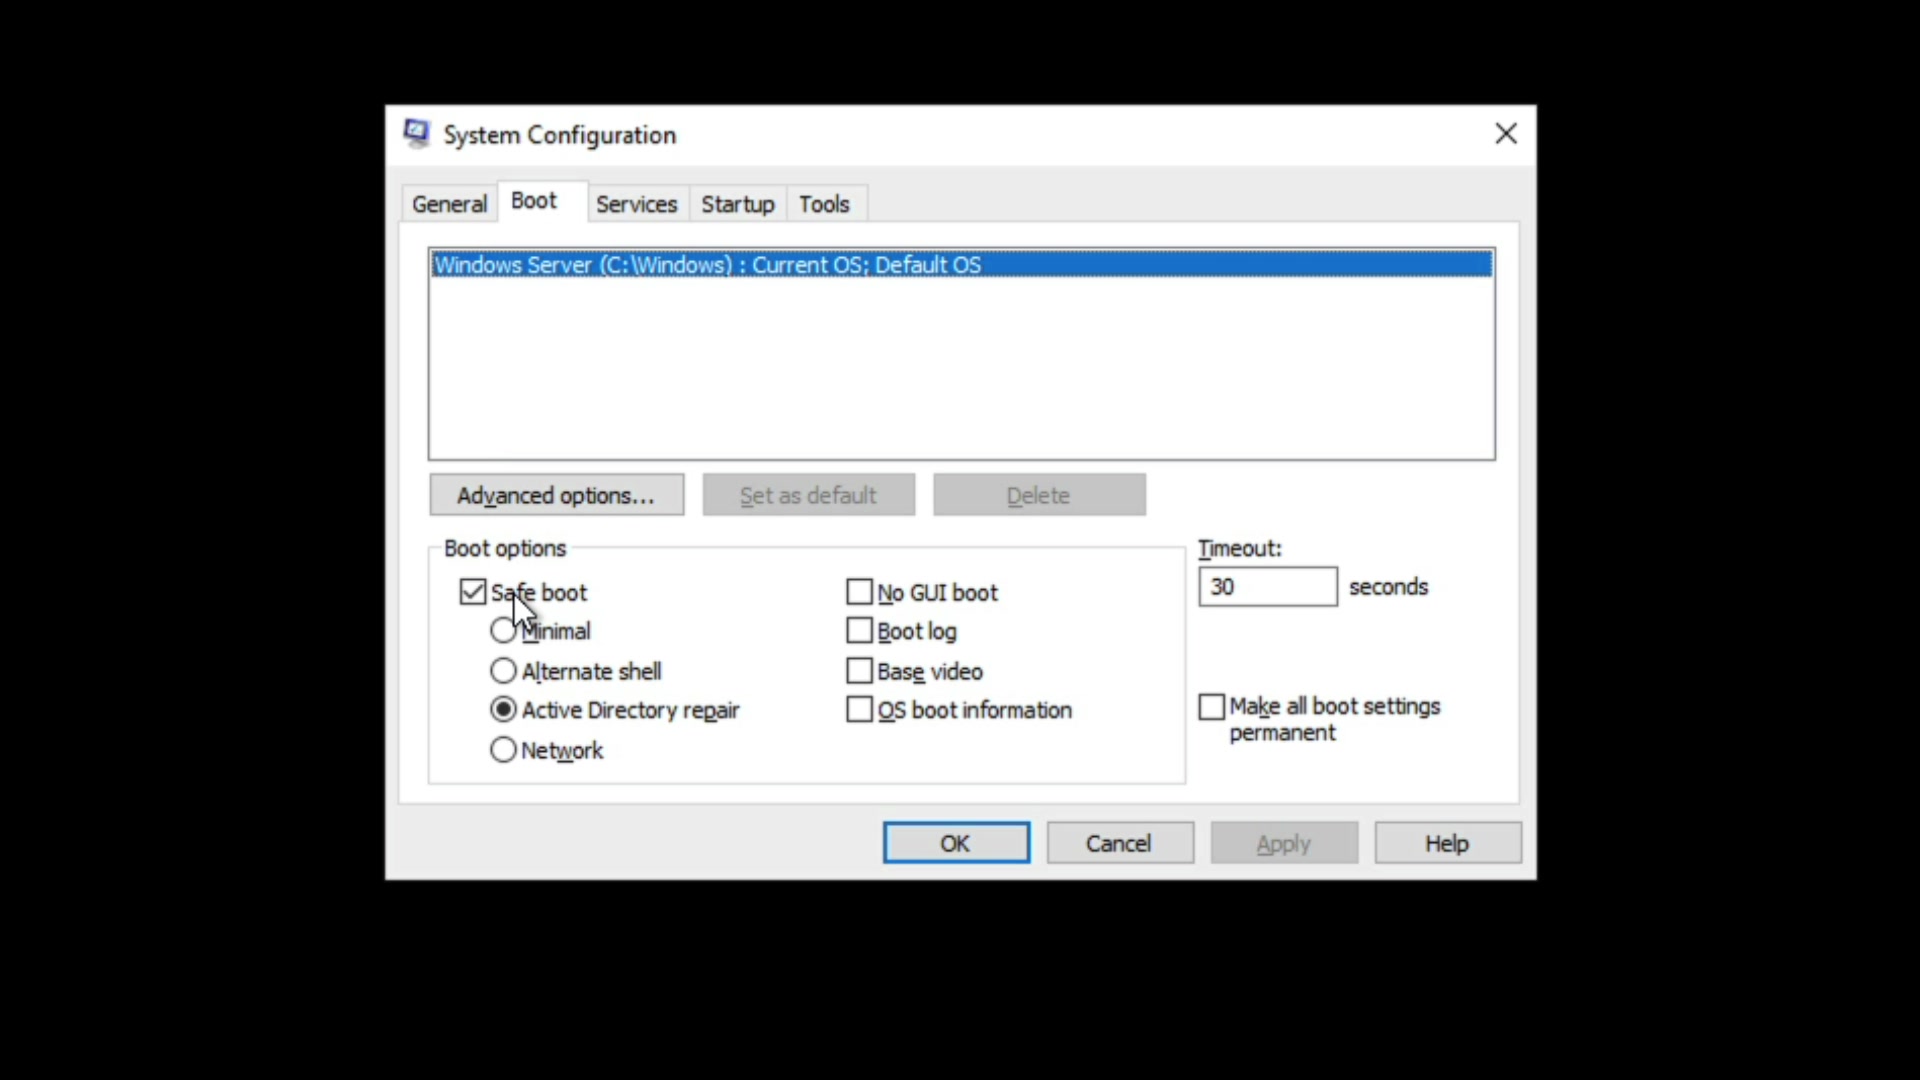 System Configuration
General Boot Services Startup Tools
Windows Server (C:\Windows) : Current OS; Default OS
Advanced options... Set as default Delete
Boot options
Timeout:
Safe boot
No GUI boot
30 seconds
Minimal
Boot log
Alternate shell
Base video
Active Directory repair
OS boot information
Make all boot settings
permanent
Network
OK Cancel Apply Help